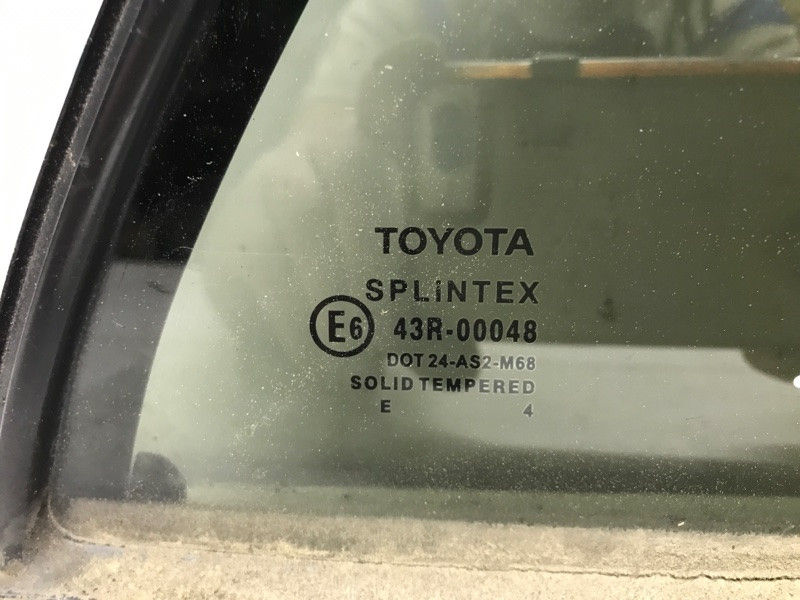 TOYOTA
SPLINTEX
E6 43R-00048
DOT 24-AS2-M68
SOLID TEMPERED
E 4